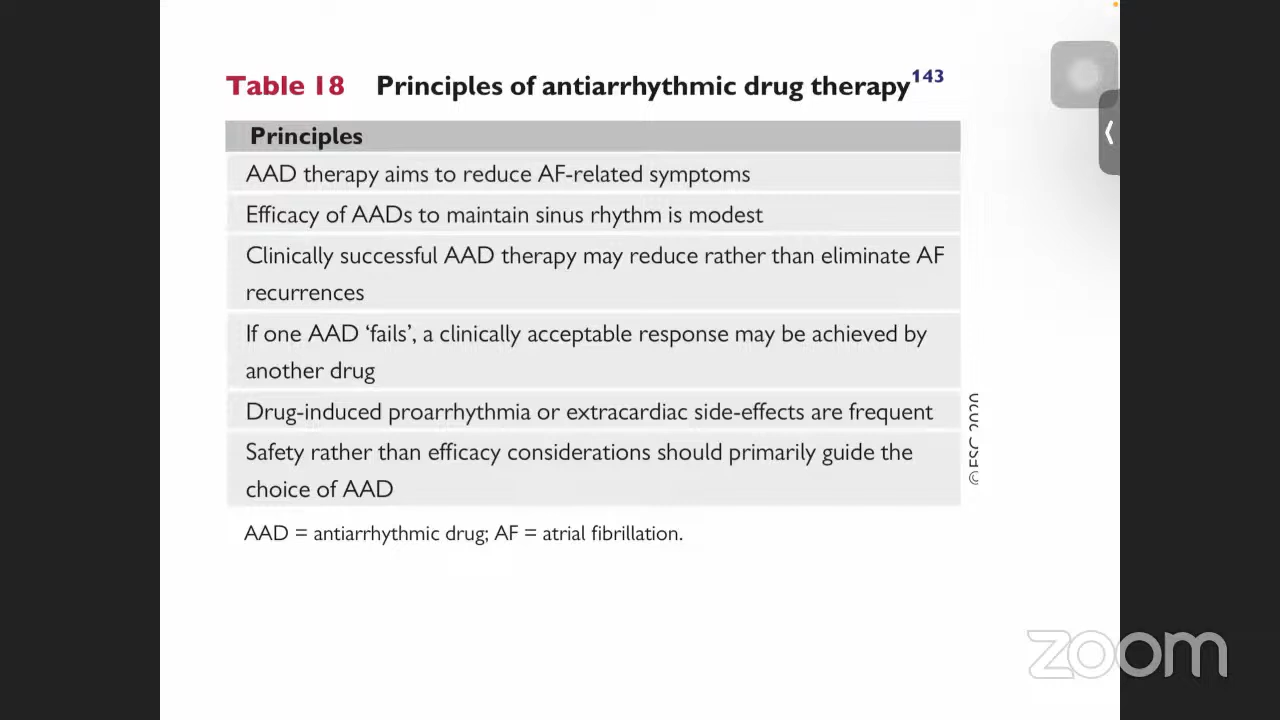 Table 18 Principles of antiarrhythmic drug therapy143
Principles
AAD therapy aims to reduce AF-related symptoms
Efficacy of AADs to maintain sinus rhythm is modest
Clinically successful AAD therapy may reduce rather than eliminate AF
recurrences
If one AAD ‘fails’, a clinically acceptable response may be achieved by
another drug
Drug-induced proarrhythmia or extracardiac side-effects are frequent
Safety rather than efficacy considerations should primarily guide the
choice of AAD
©ESC 2020
AAD = antiarrhythmic drug; AF = atrial fibrillation.
zoom